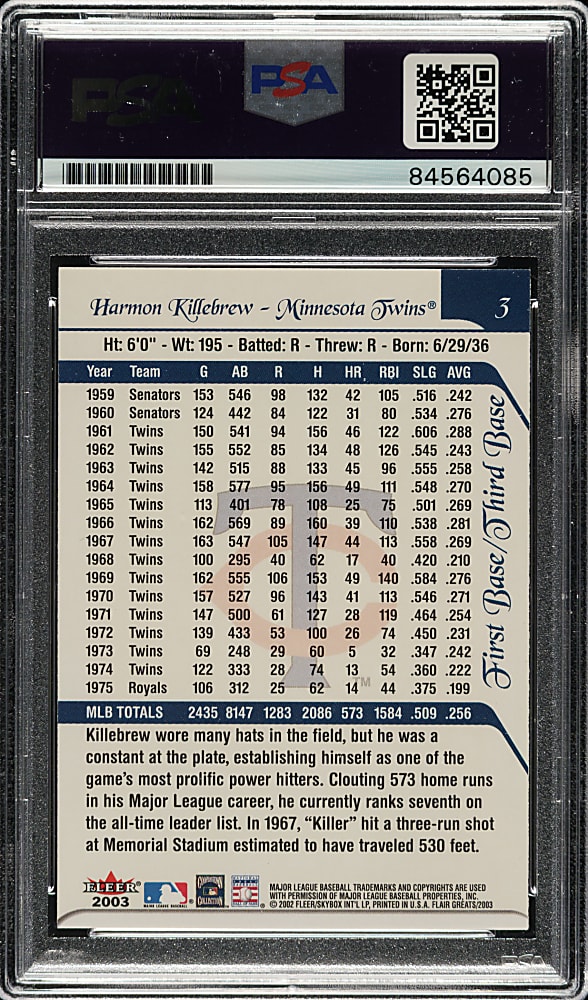 PSA
PSA
84564085
Harmon Killebrew - Minnesota Twins®
3
Ht: 6'0" - Wt: 195 - Batted: R - Threw: R - Born: 6/29/36
Year Team G AB R H HR RBI SLG AVG
1959 Senators 153 546 98 132 42 105 .516 .242
1960 Senators 124 442 84 122 31 80 .534 .276
1961 Twins 150 541 94 156 46 122 .606 .288
1962 Twins 155 552 85 134 48 126 .545 .243
1963 Twins 142 515 88 133 45 96 .555 .258
1964 Twins 158 577 95 156 49 111 .548 .270
1965 Twins 113 401 78 108 25 75 .501 .269
1966 Twins 162 569 89 160 39 110 .538 .281
1967 Twins 163 547 105 147 44 113 .558 .269
1968 Twins 100 295 40 62 17 40 .420 .210
1969 Twins 162 555 106 153 49 140 .584 .276
1970 Twins 157 527 96 143 41 113 .546 .271
1971 Twins 147 500 61 127 28 119 .464 .254
1972 Twins 139 433 53 100 26 74 .450 .231
1973 Twins 69 248 29 60 5 32 .347 .242
1974 Twins 122 333 28 74 13 54 .360 .222
1975 Royals 106 312 25 62 14 44 .375 .199
TC
TM
First Base/Third Base
MLB TOTALS 2435 8147 1283 2086 573 1584 .509 .256
Killebrew wore many hats in the field, but he was a
constant at the plate, establishing himself as one of the
game's most prolific power hitters. Clouting 573 home runs
in his Major League career, he currently ranks seventh on
the all-time leader list. In 1967, “Killer” hit a three-run shot
at Memorial Stadium estimated to have traveled 530 feet.
FLEER
2003
MAJOR LEAGUE BASEBALL
COOPERSTOWN
COLLECTION
HALL OF FAME
MAJOR LEAGUE BASEBALL TRADEMARKS AND COPYRIGHTS ARE USED
WITH PERMISSION OF MAJOR LEAGUE BASEBALL PROPERTIES, INC.
© 2002 FLEER/SKYBOX INT'L LP, PRINTED IN U.S.A. FLAIR GREATS/2003
PSA